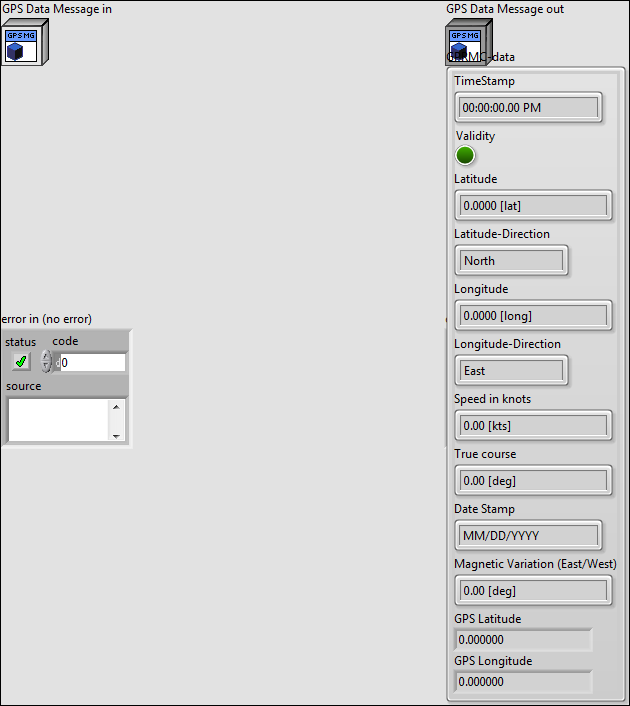 GPS Data Message in
GPS MG
GPS Data Message out
GPS MG
GPRMC-data
TimeStamp
00:00:00.00 PM
Validity
Latitude
0.0000 [lat]
Latitude-Direction
North
Longitude
0.0000 [long]
Longitude-Direction
East
Speed in knots
0.00 [kts]
True course
0.00 [deg]
Date Stamp
MM/DD/YYYY
Magnetic Variation (East/West)
0.00 [deg]
GPS Latitude
0.000000
GPS Longitude
0.000000
error in (no error)
status code
0
source